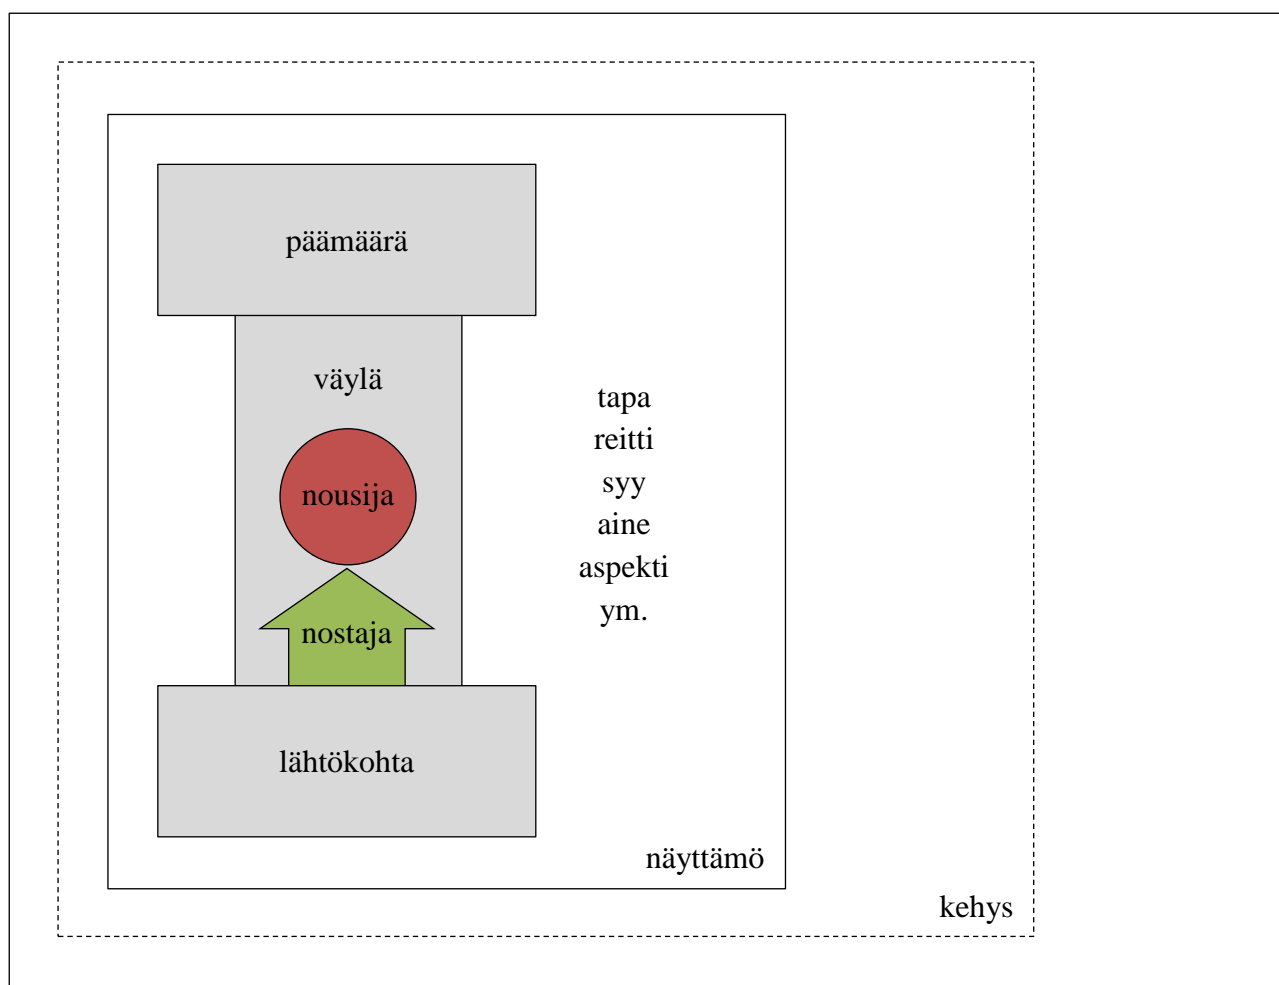 päämäärä
väylä
nousija
nostaja
lähtökohta
tapa
reitti
syy
aine
aspekti
ym.
näyttämö
kehys